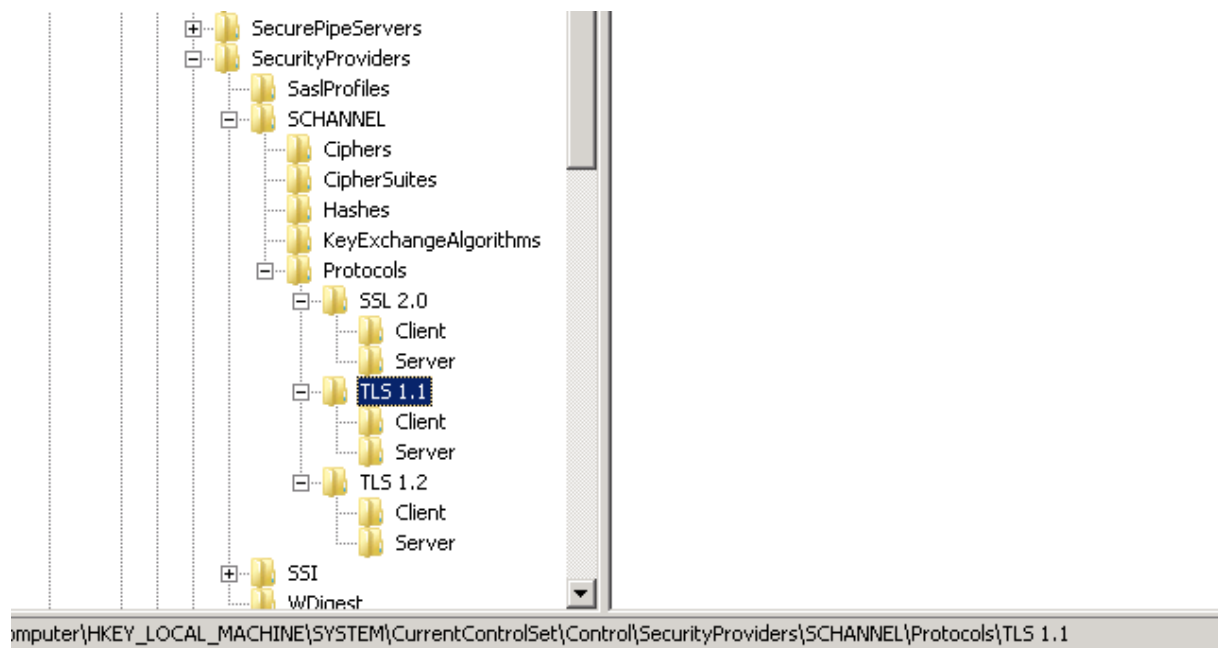 SecurePipeServers
SecurityProviders
SaslProfiles
SCHANNEL
Ciphers
CipherSuites
Hashes
KeyExchangeAlgorithms
Protocols
SSL 2.0
Client
Server
TLS 1.1
Client
Server
TLS 1.2
Client
Server
SSI
WDigest
omputer\HKEY_LOCAL_MACHINE\SYSTEM\CurrentControlSet\Control\SecurityProviders\SCHANNEL\Protocols\TLS 1.1